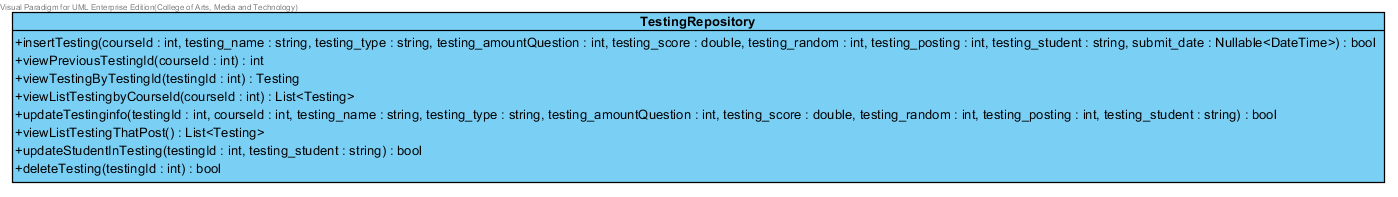 Visual Paradigm for UML Enterprise Edition(College of Arts, Media and Technology)
TestingRepository
+insertTesting(courseId : int, testing_name : string, testing_type : string, testing_amountQuestion : int, testing_score : double, testing_random : int, testing_posting : int, testing_student : string, submit_date : Nullable<DateTime>) : bool
+viewPreviousTestingId(courseId : int) : int
+viewTestingByTestingId(testingId : int) : Testing
+viewListTestingbyCourseId(courseId : int) : List<Testing>
+updateTestinginfo(testingId : int, courseId : int, testing_name : string, testing_type : string, testing_amountQuestion : int, testing_score : double, testing_random : int, testing_posting : int, testing_student : string) : bool
+viewListTestingThatPost() : List<Testing>
+updateStudentInTesting(testingId : int, testing_student : string) : bool
+deleteTesting(testingId : int) : bool